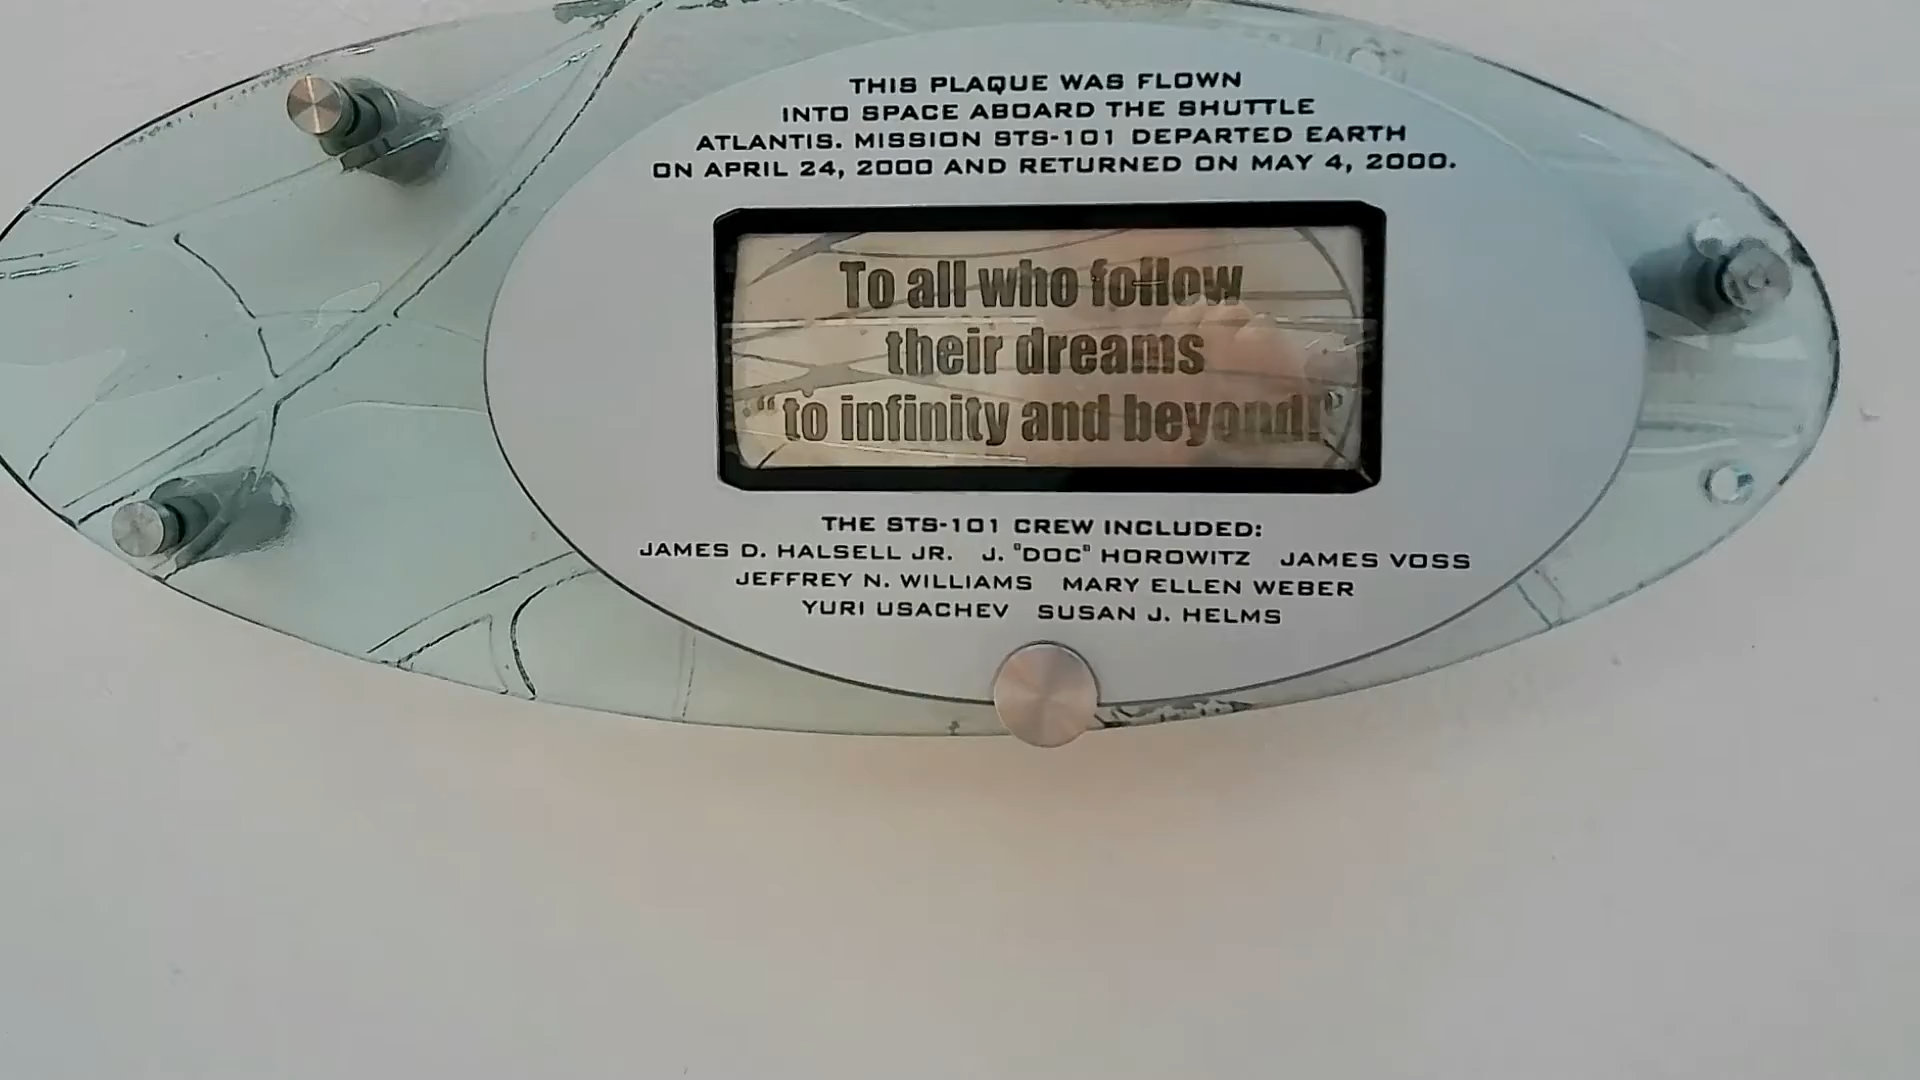 THIS PLAQUE WAS FLOWN
INTO SPACE ABOARD THE SHUTTLE
ATLANTIS. MISSION STS-101 DEPARTED EARTH
ON APRIL 24, 2000 AND RETURNED ON MAY 4, 2000.
To all who follow
their dreams
“to infinity and beyond!”
THE STS-101 CREW INCLUDED:
JAMES D. HALSELL JR. J. "DOC" HOROWITZ JAMES VOSS
JEFFREY N. WILLIAMS MARY ELLEN WEBER
YURI USACHEV SUSAN J. HELMS